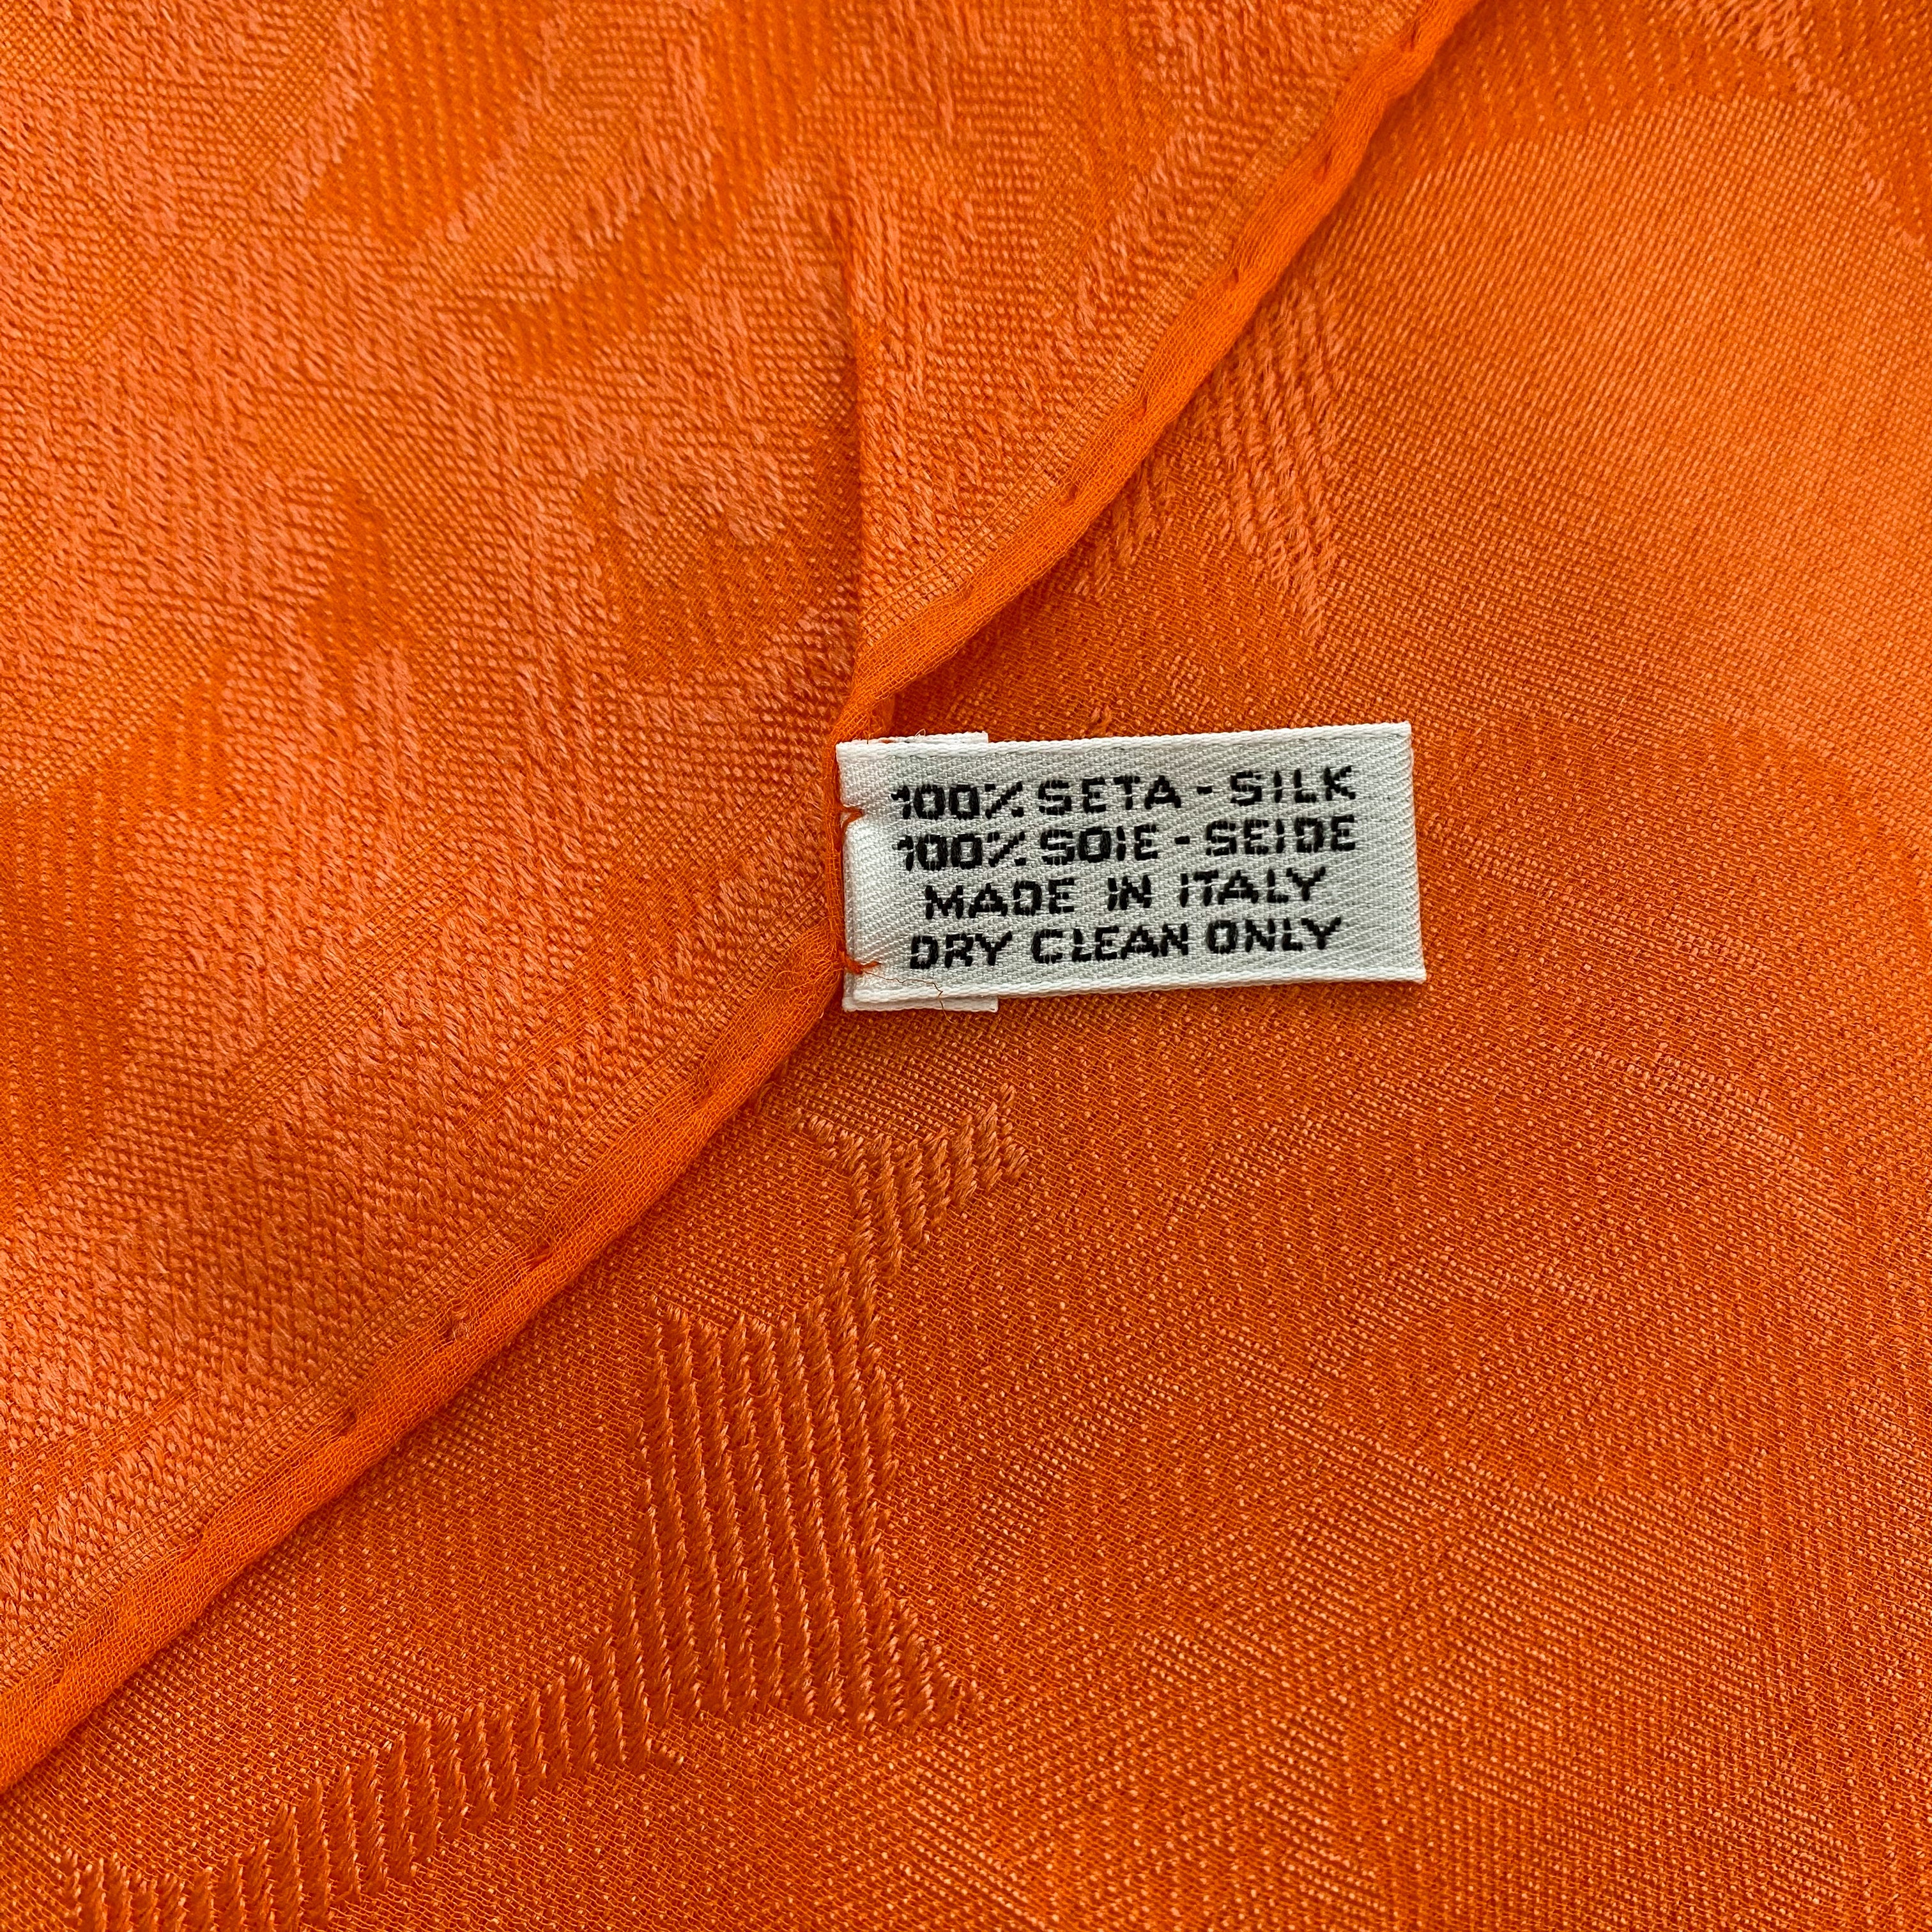 100% SETA - SILK
100% SOIE - SEIDE
MADE IN ITALY
DRY CLEAN ONLY